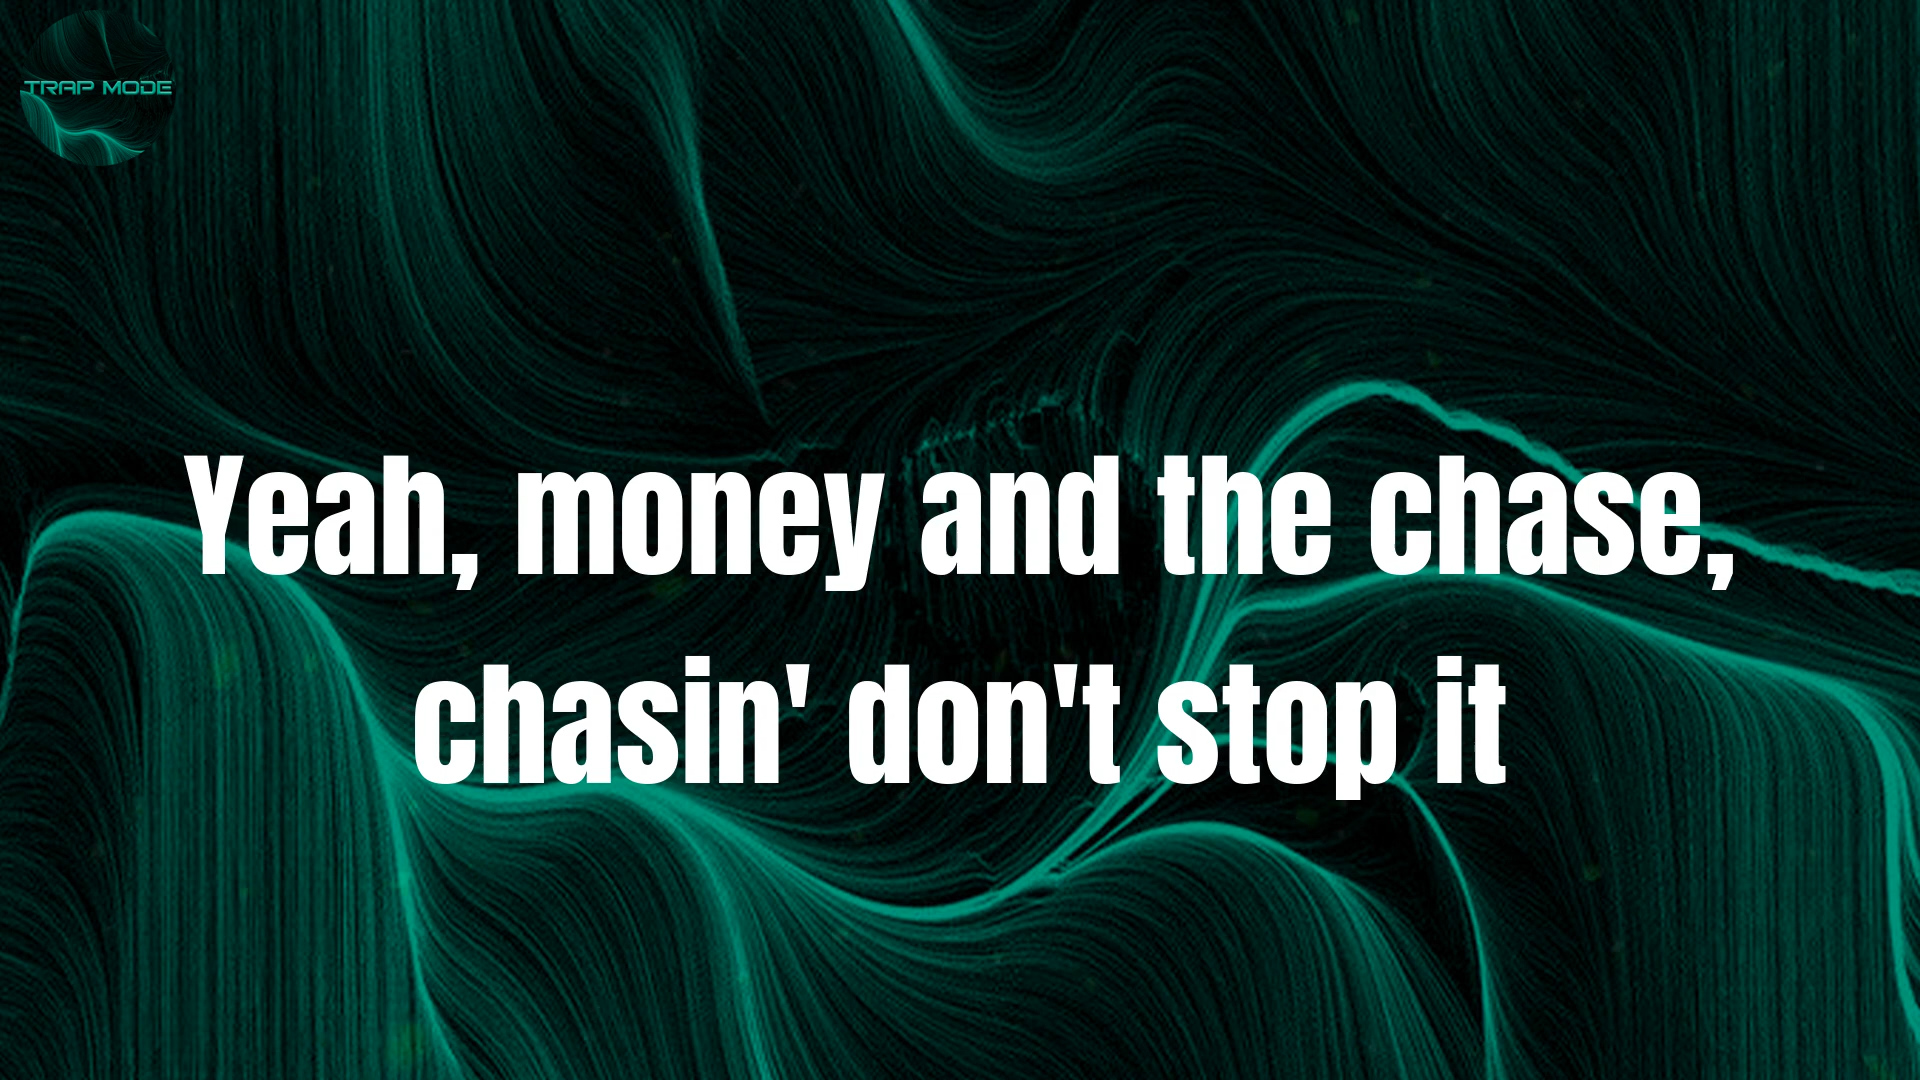 TRAP MODE
Yeah, money and the chase,
chasin' don't stop it